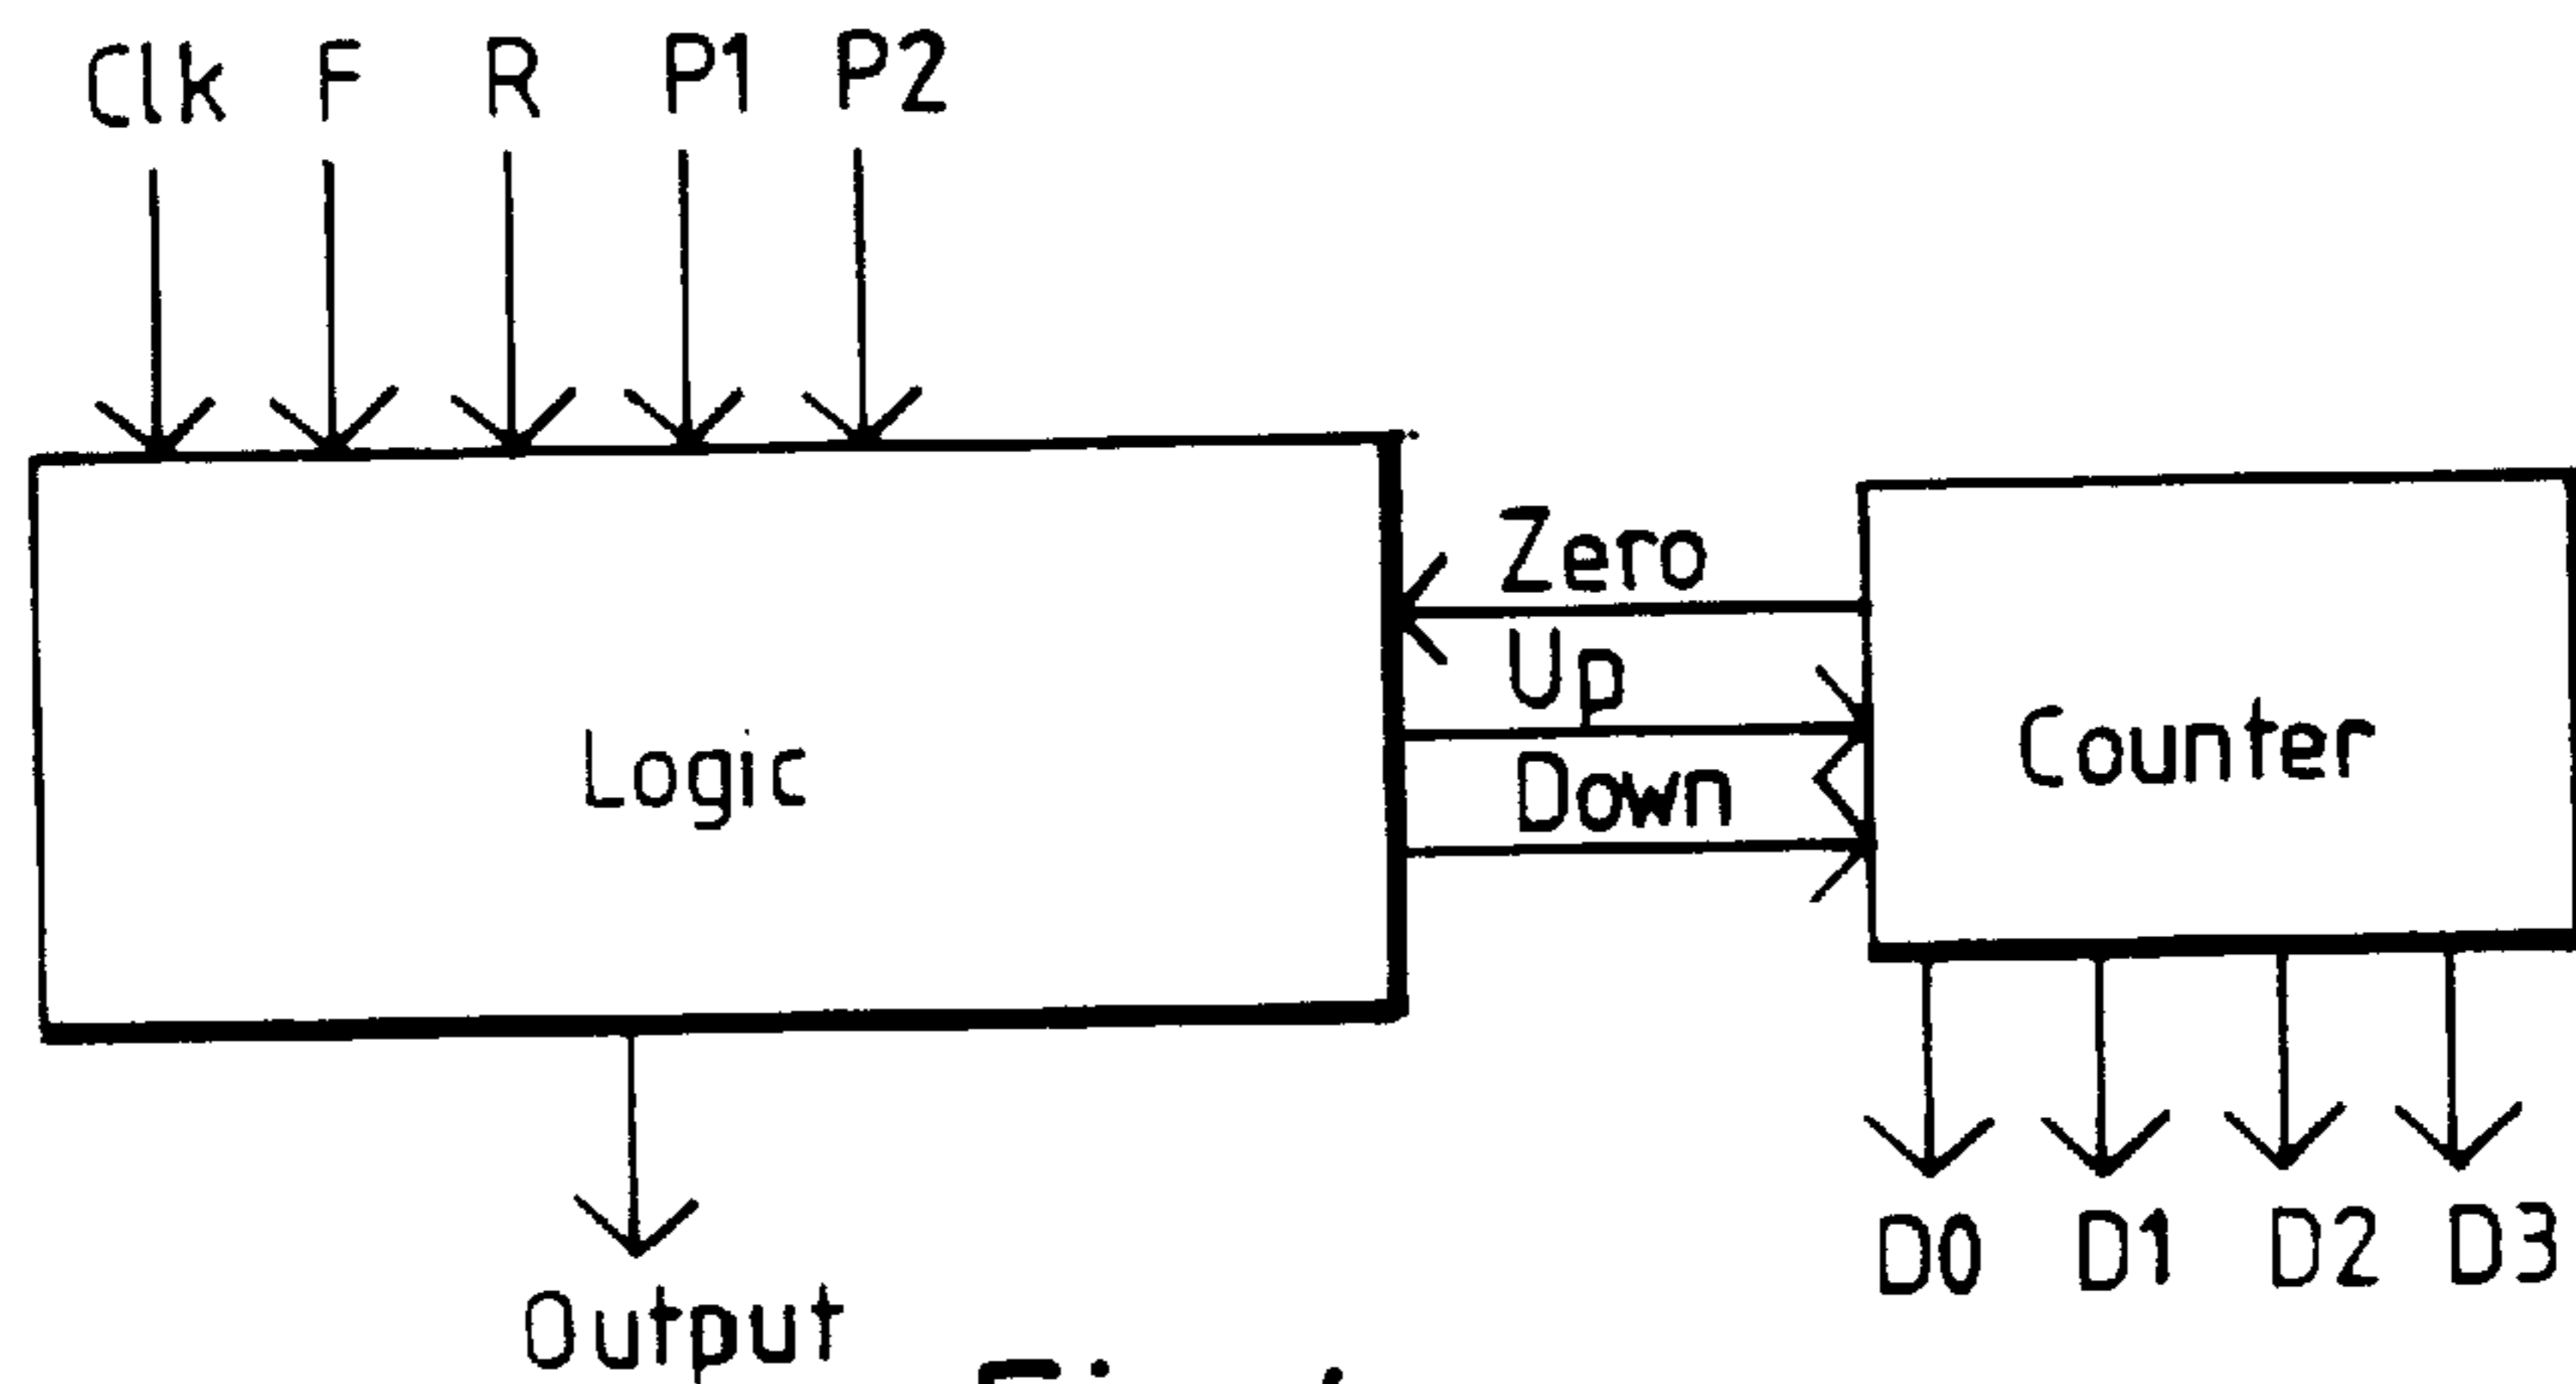 Clk F R P1 P2
Zero
Up
Logic
Down
Counter
D0 D1 D2 D3
Output